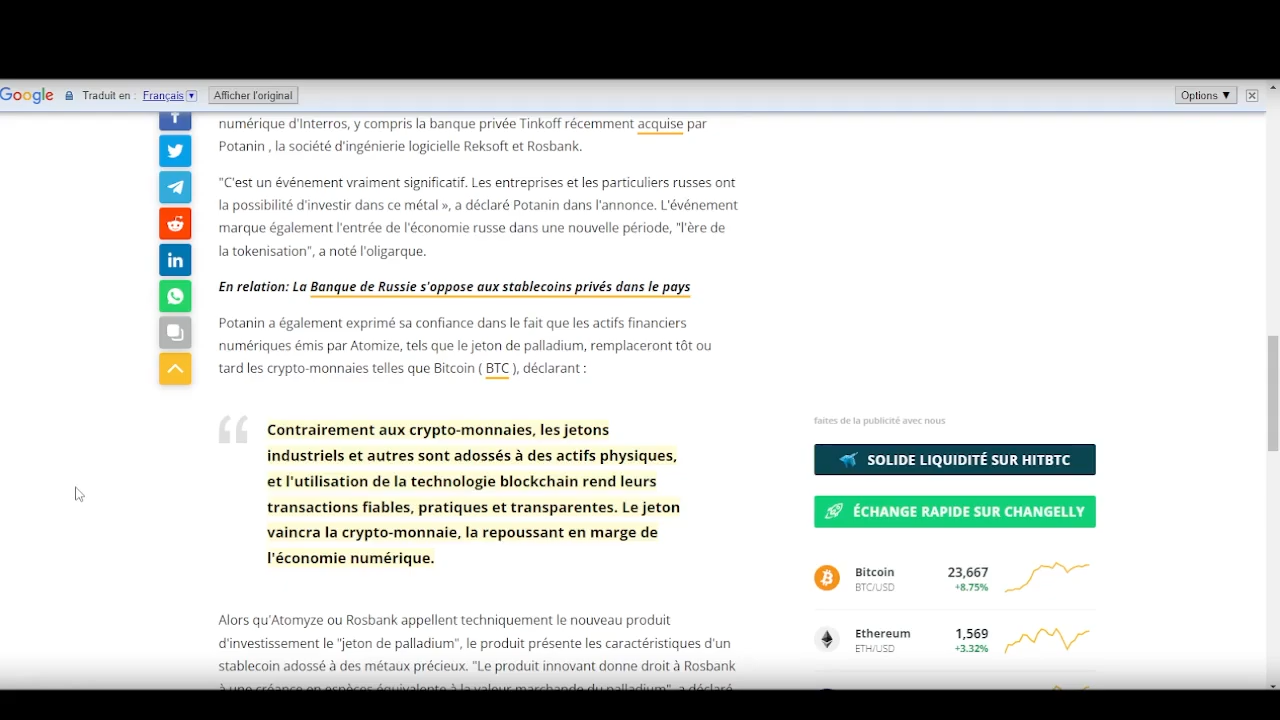 Google Traduit en : Français ▼ Afficher l'original Options ▼
numérique d'Interros, y compris la banque privée Tinkoff récemment acquise par
Potanin , la société d'ingénierie logicielle Reksoft et Rosbank.
"C'est un événement vraiment significatif. Les entreprises et les particuliers russes ont
la possibilité d'investir dans ce métal », a déclaré Potanin dans l'annonce. L'événement
marque également l'entrée de l'économie russe dans une nouvelle période, "l'ère de
la tokenisation", a noté l'oligarque.
En relation: La Banque de Russie s'oppose aux stablecoins privés dans le pays
Potanin a également exprimé sa confiance dans le fait que les actifs financiers
numériques émis par Atomize, tels que le jeton de palladium, remplaceront tôt ou
tard les crypto-monnaies telles que Bitcoin ( BTC ), déclarant :
Contrairement aux crypto-monnaies, les jetons
industriels et autres sont adossés à des actifs physiques,
et l'utilisation de la technologie blockchain rend leurs
transactions fiables, pratiques et transparentes. Le jeton
vaincra la crypto-monnaie, la repoussant en marge de
l'économie numérique.
Alors qu'Atomyze ou Rosbank appellent techniquement le nouveau produit
d'investissement le "jeton de palladium", le produit présente les caractéristiques d'un
stablecoin adossé à des métaux précieux. "Le produit innovant donne droit à Rosbank
à une créance en espèces équivalente à la valeur marchande du palladium", a déclaré
faites de la publicité avec nous
SOLIDE LIQUIDITÉ SUR HITBTC
ÉCHANGE RAPIDE SUR CHANGELLY
Bitcoin 23,667
BTC/USD +8.75%
Ethereum 1,569
ETH/USD +3.32%